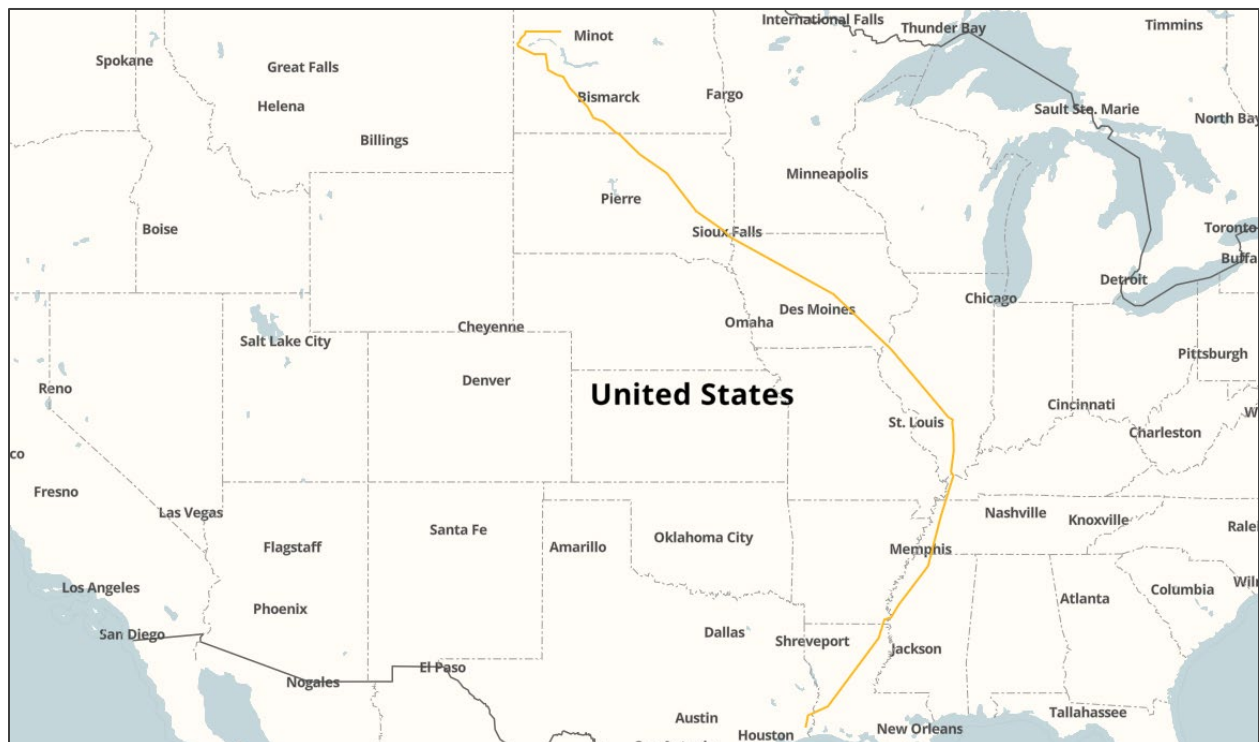 International Falls
Thunder Bay
Timmins
Minot
Spokane
Great Falls
Helena
Bismarck
Fargo
Sault Ste. Marie
North Bay
Billings
Minneapolis
Pierre
Boise
Sioux Falls
Toronto
Buffa
Detroit
Chicago
Des Moines
Omaha
Cheyenne
Salt Lake City
Pittsburgh
Denver
Reno
United States
Cincinnati
W
St. Louis
Charleston
co
Fresno
Las Vegas
Nashville
Knoxville
Ralei
Santa Fe
Oklahoma City
Flagstaff
Amarillo
Memphis
Los Angeles
Wilm
Columbia
Atlanta
Phoenix
San Diego
Dallas
Shreveport
Jackson
El Paso
Nogales
Tallahassee
Austin
New Orleans
Houston